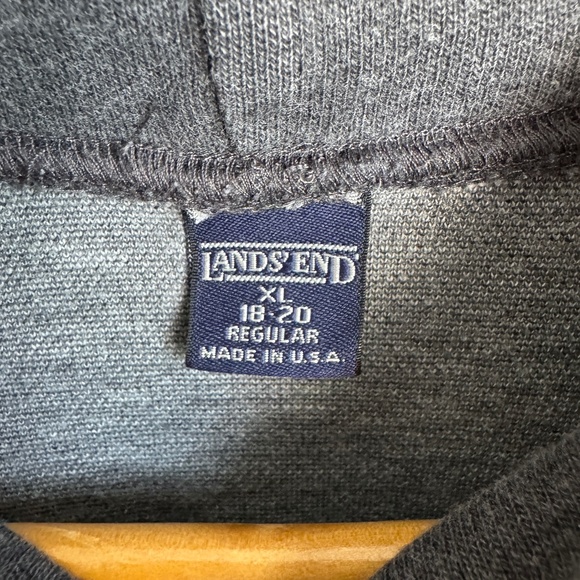 LANDS' END
XL
18-20
REGULAR
MADE IN U.S.A.